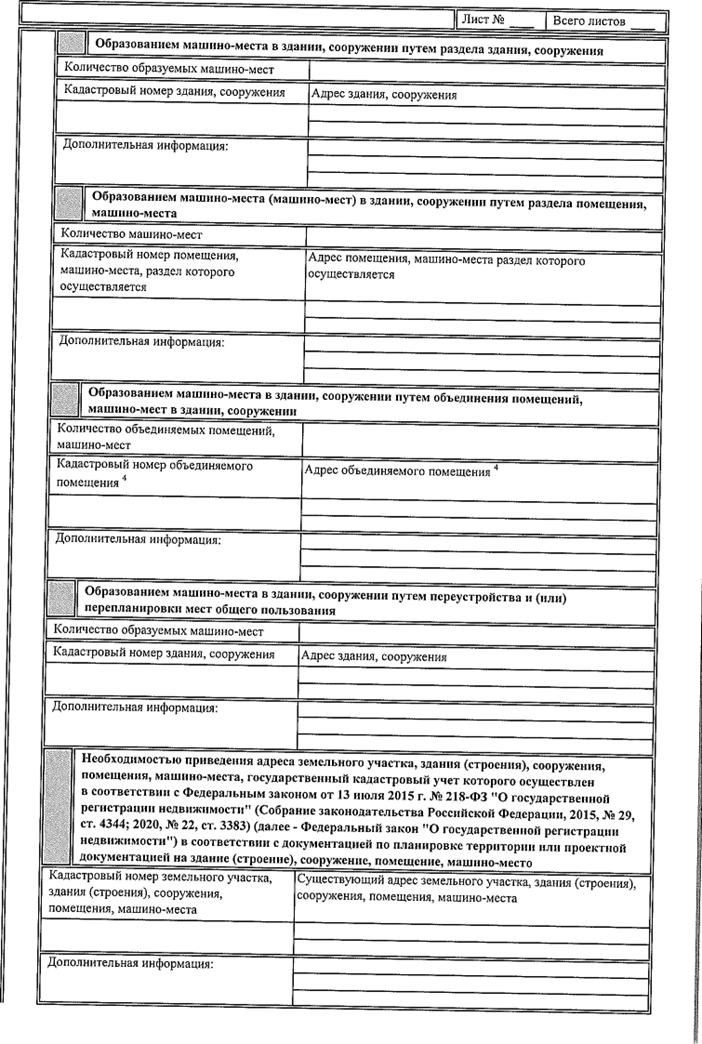 Лист № ____ Всего листов ____
Образованием машино-места в здании, сооружении путем раздела здания, сооружения
Количество образуемых машино-мест
Кадастровый номер здания, сооружения Адрес здания, сооружения
Дополнительная информация:
Образованием машино-места (машино-мест) в здании, сооружении путем раздела помещения,
машино-места
Количество машино-мест
Кадастровый номер помещения,
машино-места, раздел которого
осуществляется
Адрес помещения, машино-места раздел которого
осуществляется
Дополнительная информация:
Образованием машино-места в здании, сооружении путем объединения помещений,
машино-мест в здании, сооружении
Количество объединяемых помещений,
машино-мест
Кадастровый номер объединяемого
помещения 4
Адрес объединяемого помещения 4
Дополнительная информация:
Образованием машино-места в здании, сооружении путем переустройства и (или)
перепланировки мест общего пользования
Количество образуемых машино-мест
Кадастровый номер здания, сооружения Адрес здания, сооружения
Дополнительная информация:
Необходимостью приведения адреса земельного участка, здания (строения), сооружения,
помещения, машино-места, государственный кадастровый учет которого осуществлен
в соответствии с Федеральным законом от 13 июля 2015 г. № 218-ФЗ "О государственной
регистрации недвижимости" (Собрание законодательства Российской Федерации, 2015, № 29,
ст. 4344; 2020, № 22, ст. 3383) (далее - Федеральный закон "О государственной регистрации
недвижимости") в соответствии с документацией по планировке территории или проектной
документацией на здание (строение), сооружение, помещение, машино-место
Кадастровый номер земельного участка,
здания (строения), сооружения,
помещения, машино-места
Существующий адрес земельного участка, здания (строения),
сооружения, помещения, машино-места
Дополнительная информация: